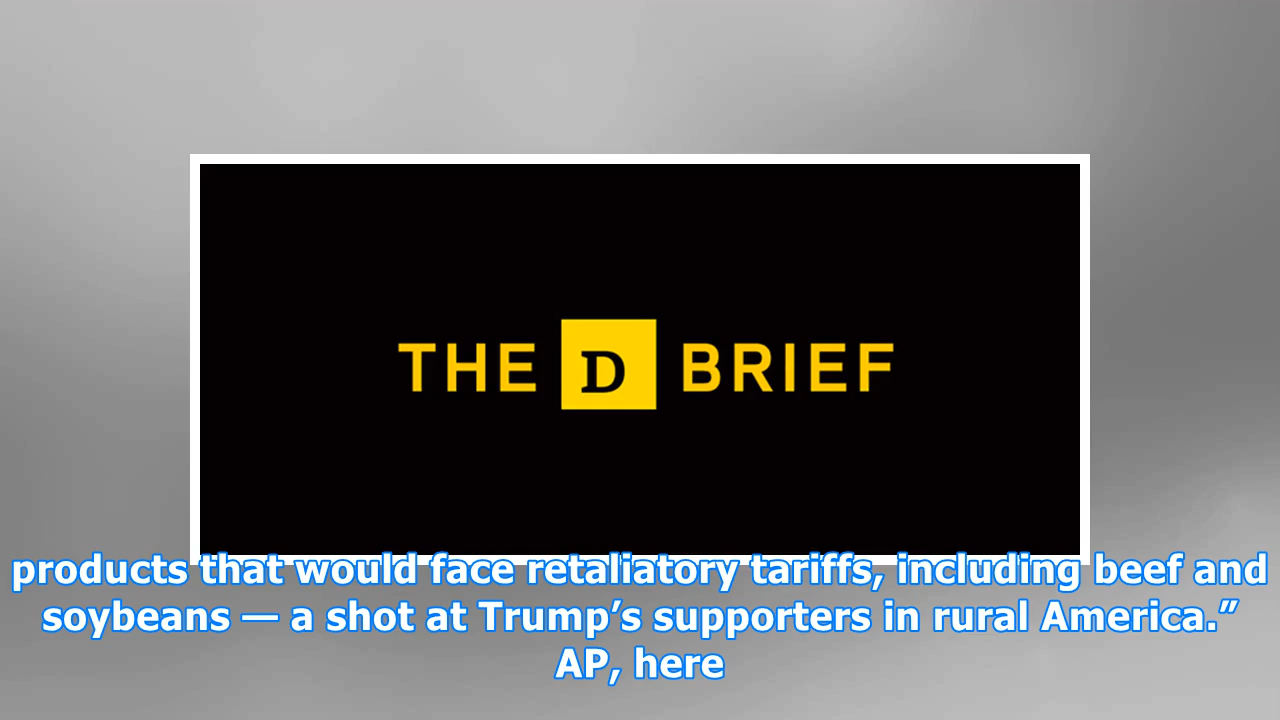 THE D BRIEF
products that would face retaliatory tariffs, including beef and
soybeans — a shot at Trump’s supporters in rural America.”
AP, here